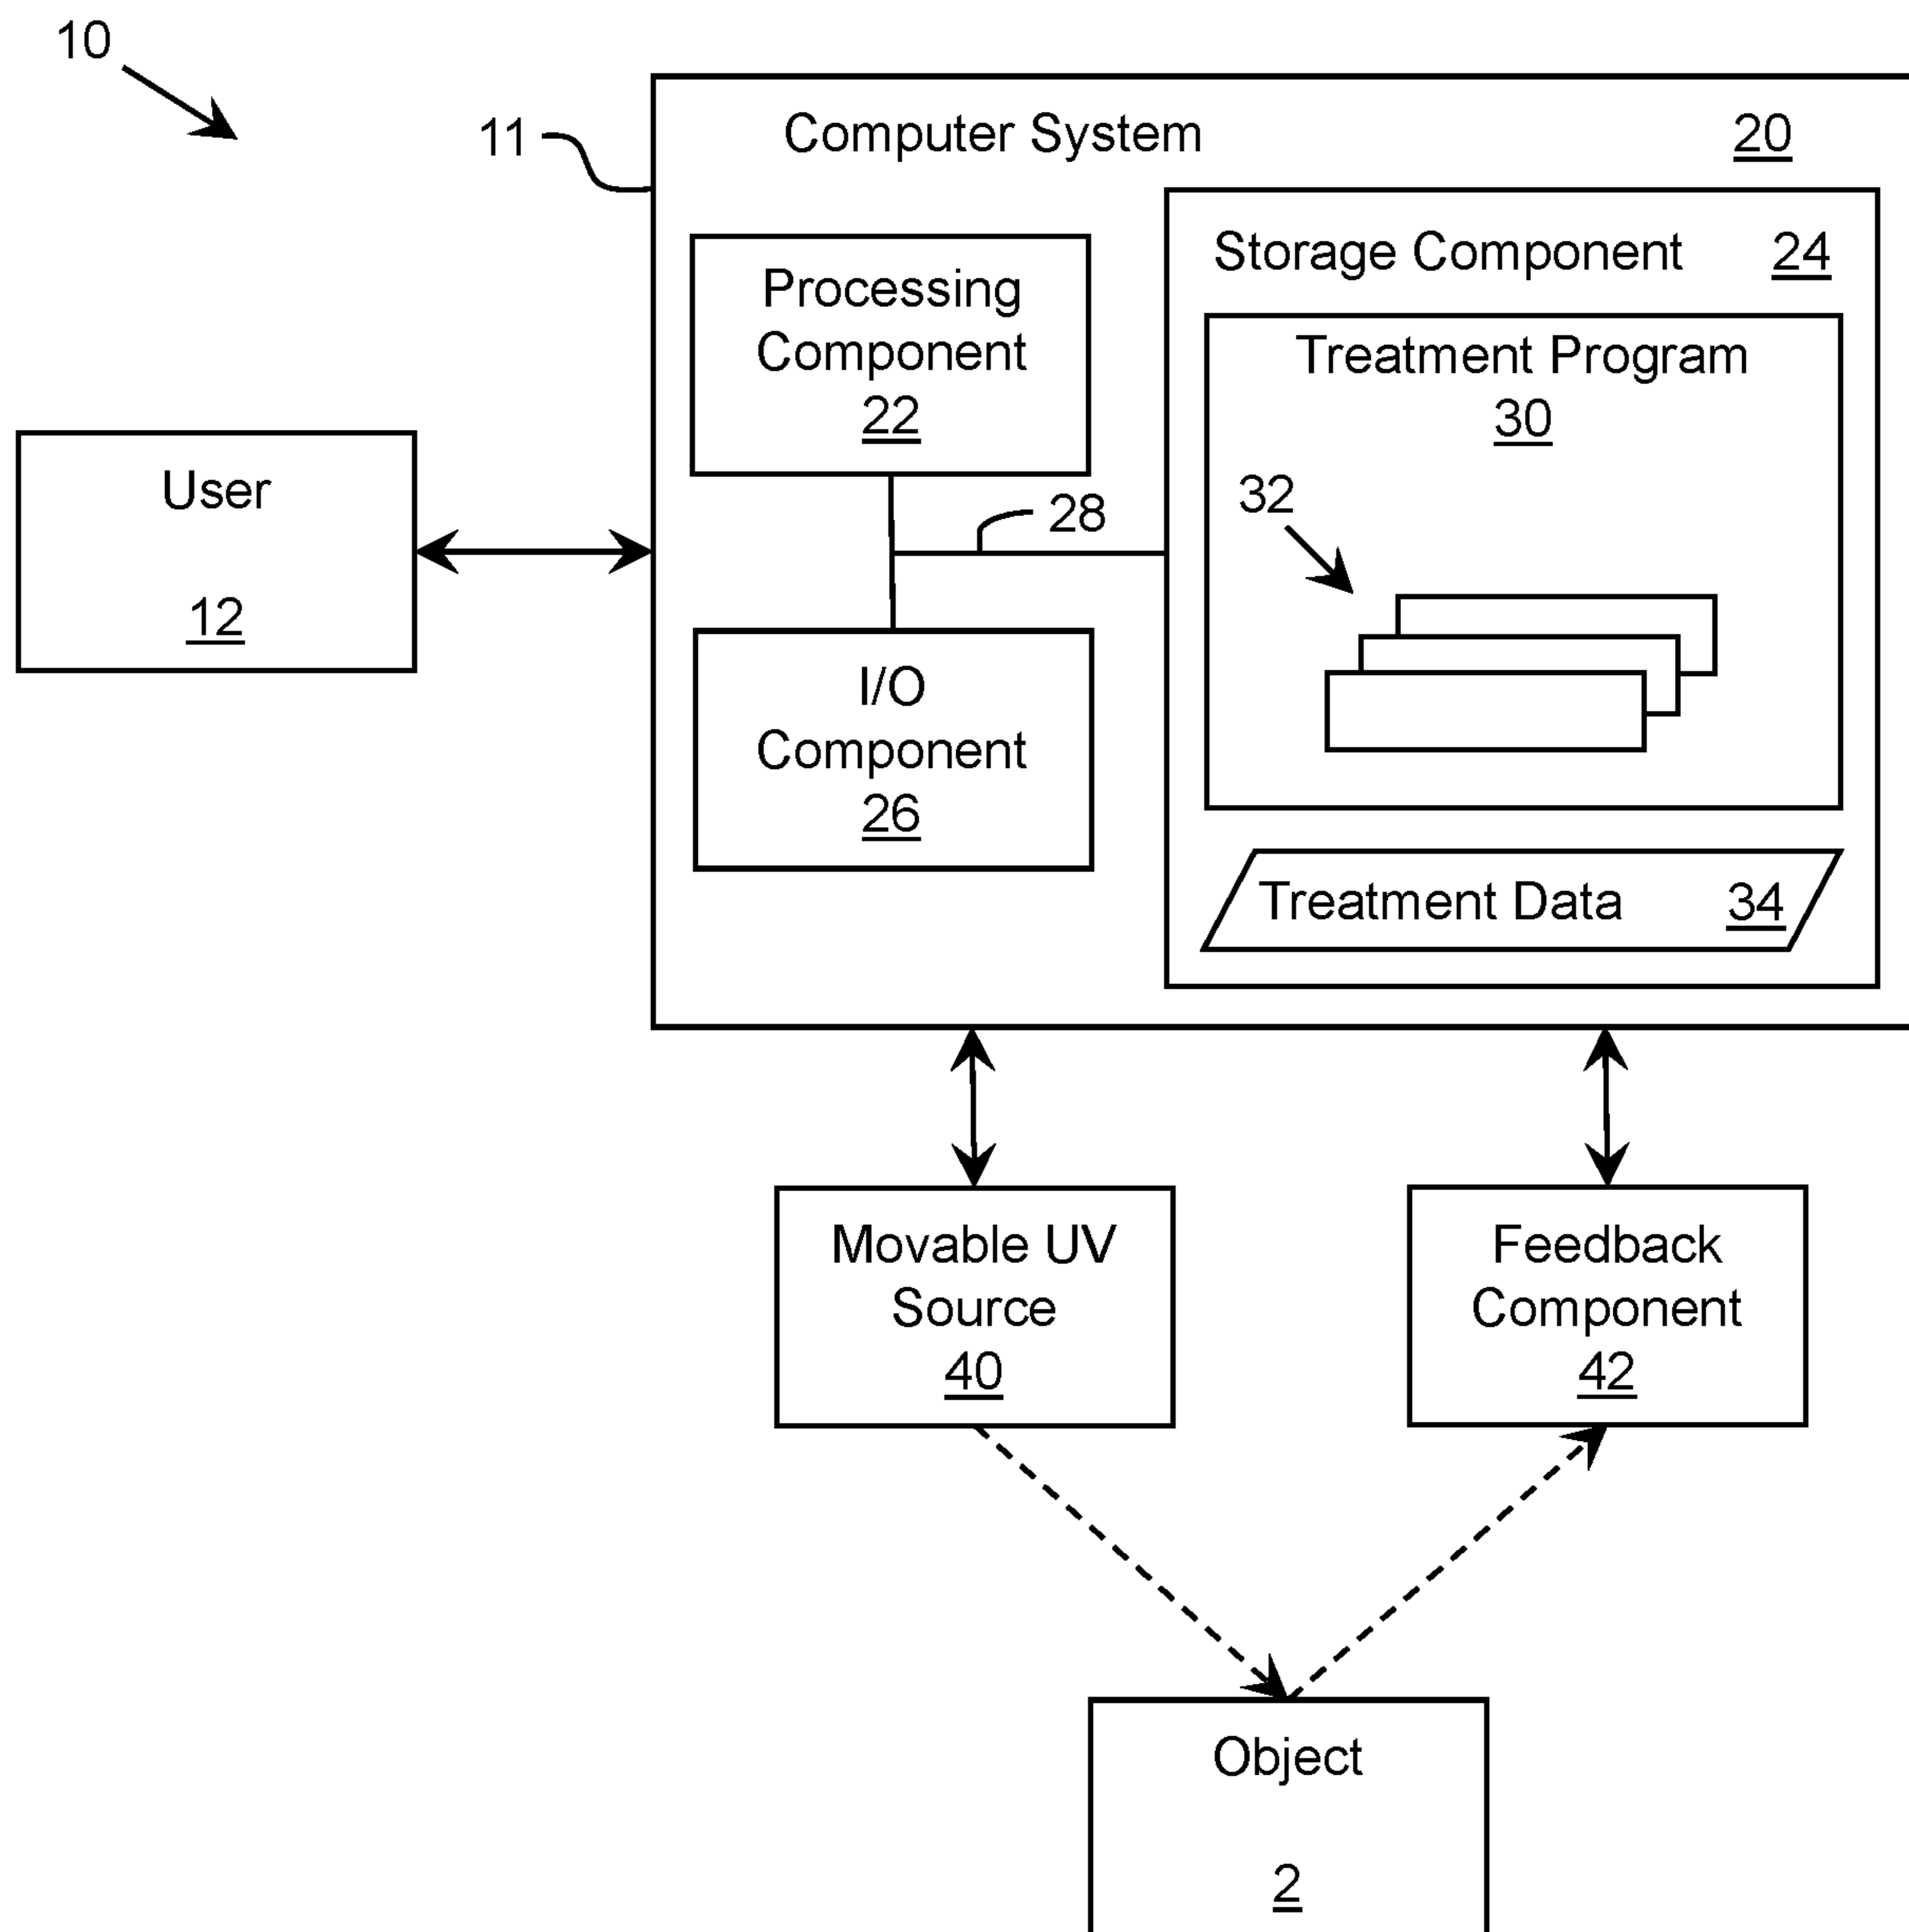 10
11
Computer System 20
Processing
Component
22
Storage Component 24
Treatment Program
30
32
User
12
28
I/O
Component
26
Treatment Data 34
Movable UV
Source
40
Feedback
Component
42
Object
2